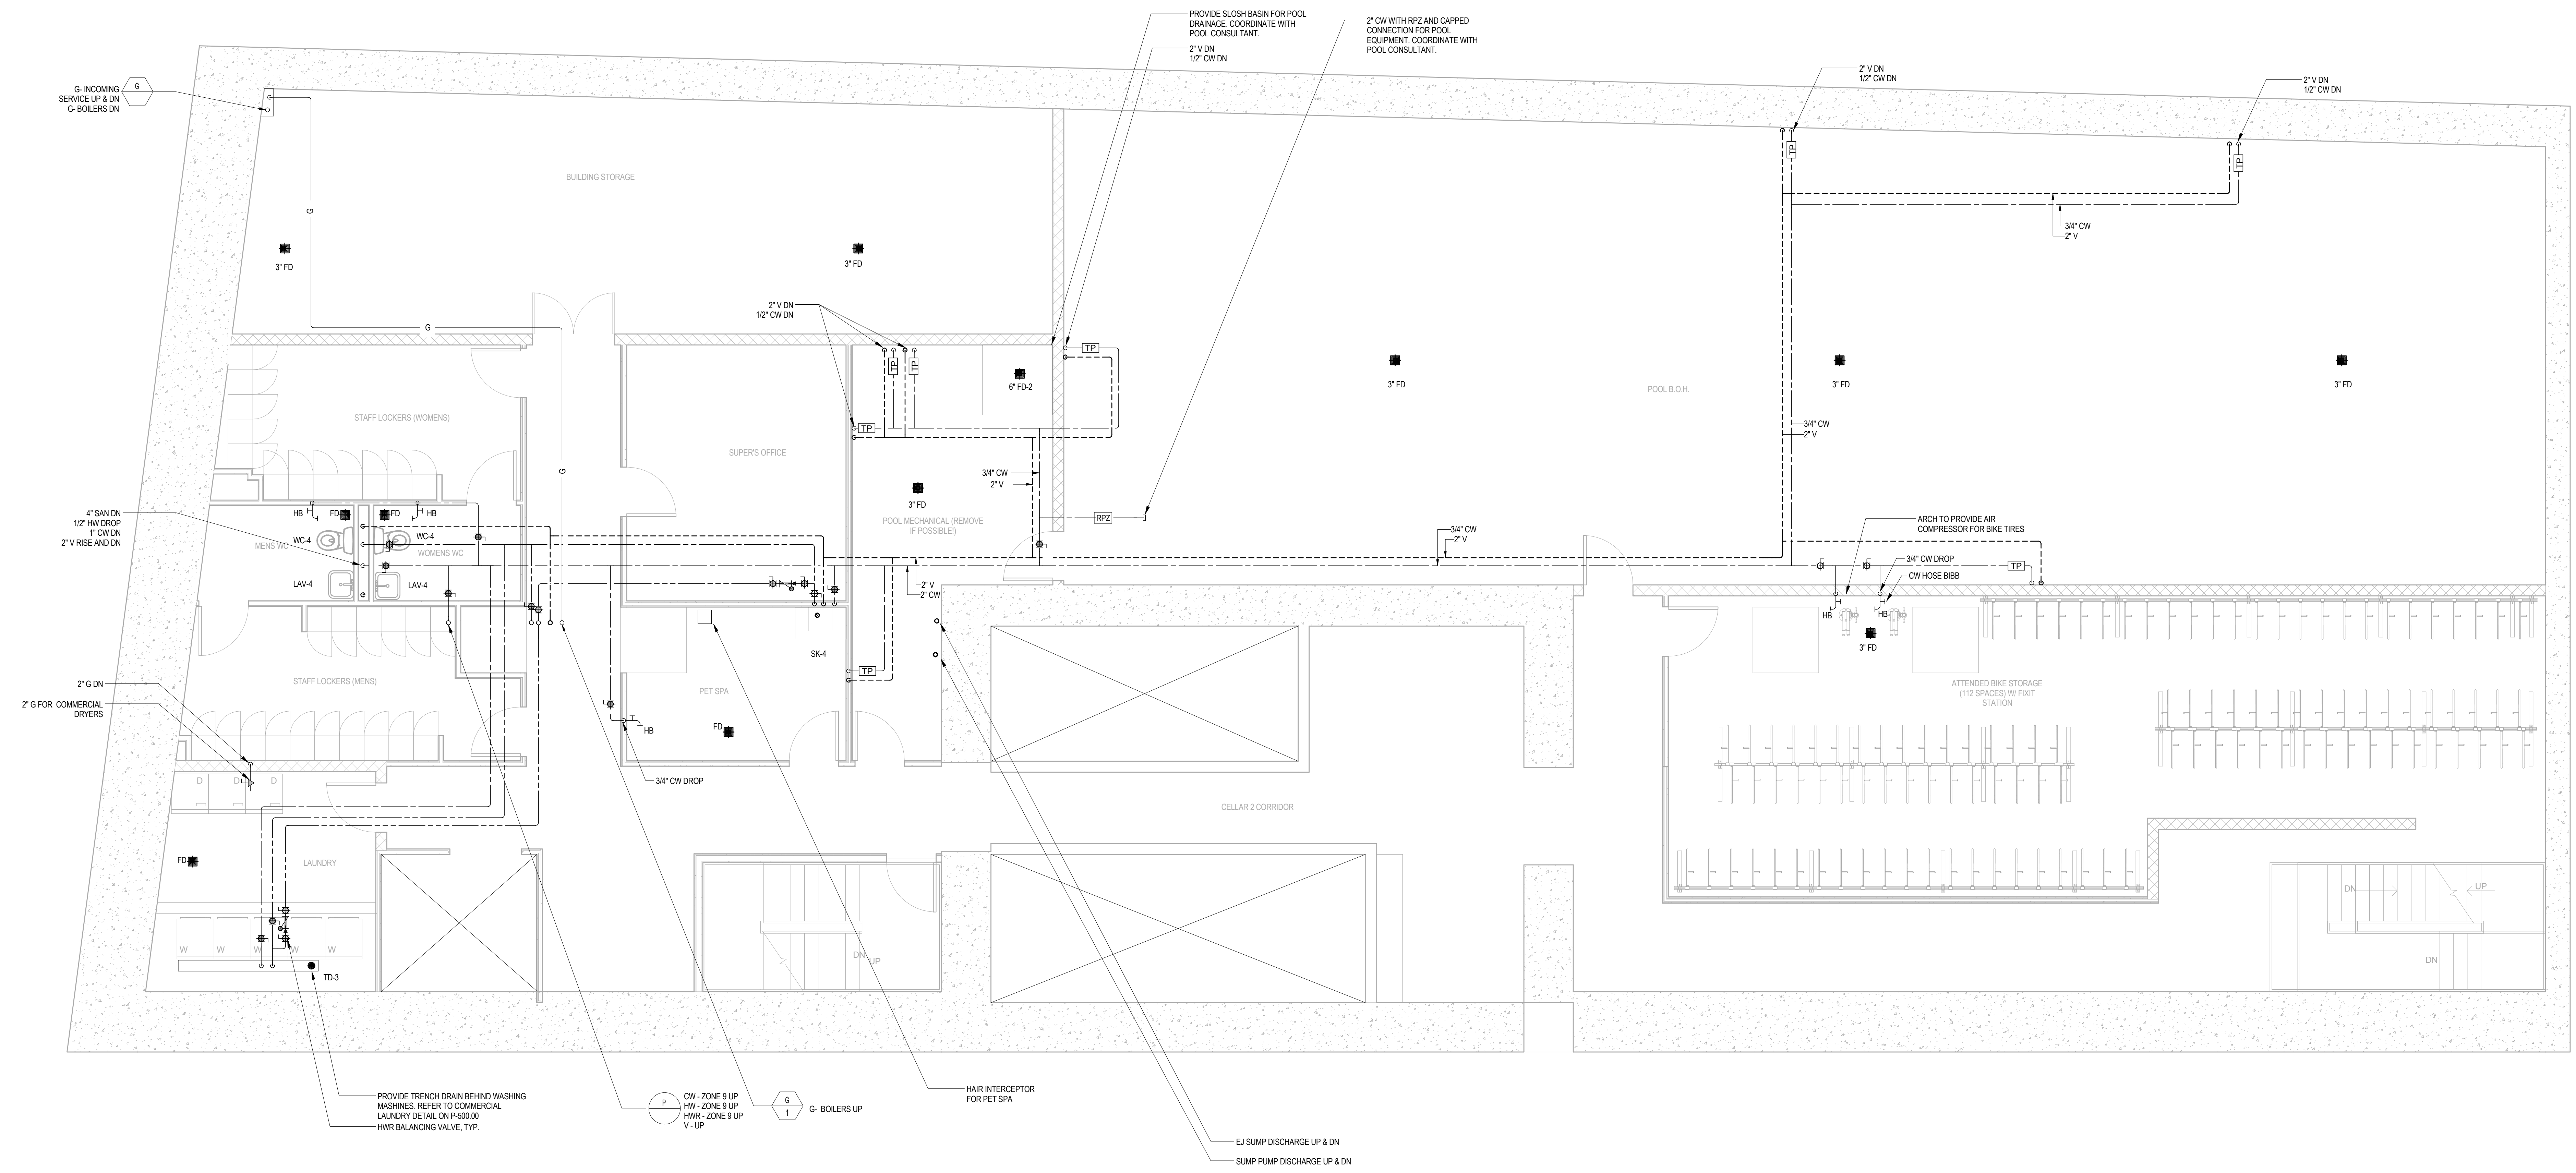 PROVIDE SLOSH BASIN FOR POOL
DRAINAGE. COORDINATE WITH
POOL CONSULTANT.
2" V DN
1/2" CW DN
2" CW WITH RPZ AND CAPPED
CONNECTION FOR POOL
EQUIPMENT. COORDINATE WITH
POOL CONSULTANT.
2" V DN
1/2" CW DN
2" V DN
1/2" CW DN
G- INCOMING
SERVICE UP & DN
G- BOILERS DN
G
TP
TP
BUILDING STORAGE
G
3/4" CW
2" V
3" FD
3" FD
2" V DN
1/2" CW DN
G
TP
TP
TP
6" FD-2
3" FD
3" FD
3" FD
POOL B.O.H.
STAFF LOCKERS (WOMENS)
TP
3/4" CW
2" V
SUPER'S OFFICE
G
3/4" CW
2" V
3" FD
4" SAN DN
1/2" HW DROP
1" CW DN
2" V RISE AND DN
HB
FD
FD
HB
RPZ
POOL MECHANICAL (REMOVE
IF POSSIBLE!)
ARCH TO PROVIDE AIR
COMPRESSOR FOR BIKE TIRES
WC-4
WC-4
MENS WC
WOMENS WC
3/4" CW
2" V
3/4" CW DROP
TP
CW HOSE BIBB
LAV-4
LAV-4
2" V
2" CW
HB
HB
3" FD
SK-4
TP
STAFF LOCKERS (MENS)
PET SPA
2" G DN
2" G FOR COMMERCIAL
DRYERS
ATTENDED BIKE STORAGE
(112 SPACES) W/ FIXIT
STATION
HB
FD
D
D
D
3/4" CW DROP
CELLAR 2 CORRIDOR
FD
LAUNDRY
DN
UP
W
W
W
W
W
DN
UP
DN
TD-3
PROVIDE TRENCH DRAIN BEHIND WASHING
MASHINES. REFER TO COMMERCIAL
LAUNDRY DETAIL ON P-500.00
HWR BALANCING VALVE, TYP.
P
CW - ZONE 9 UP
HW - ZONE 9 UP
HWR - ZONE 9 UP
V - UP
G
1
G- BOILERS UP
HAIR INTERCEPTOR
FOR PET SPA
EJ SUMP DISCHARGE UP & DN
SUMP PUMP DISCHARGE UP & DN